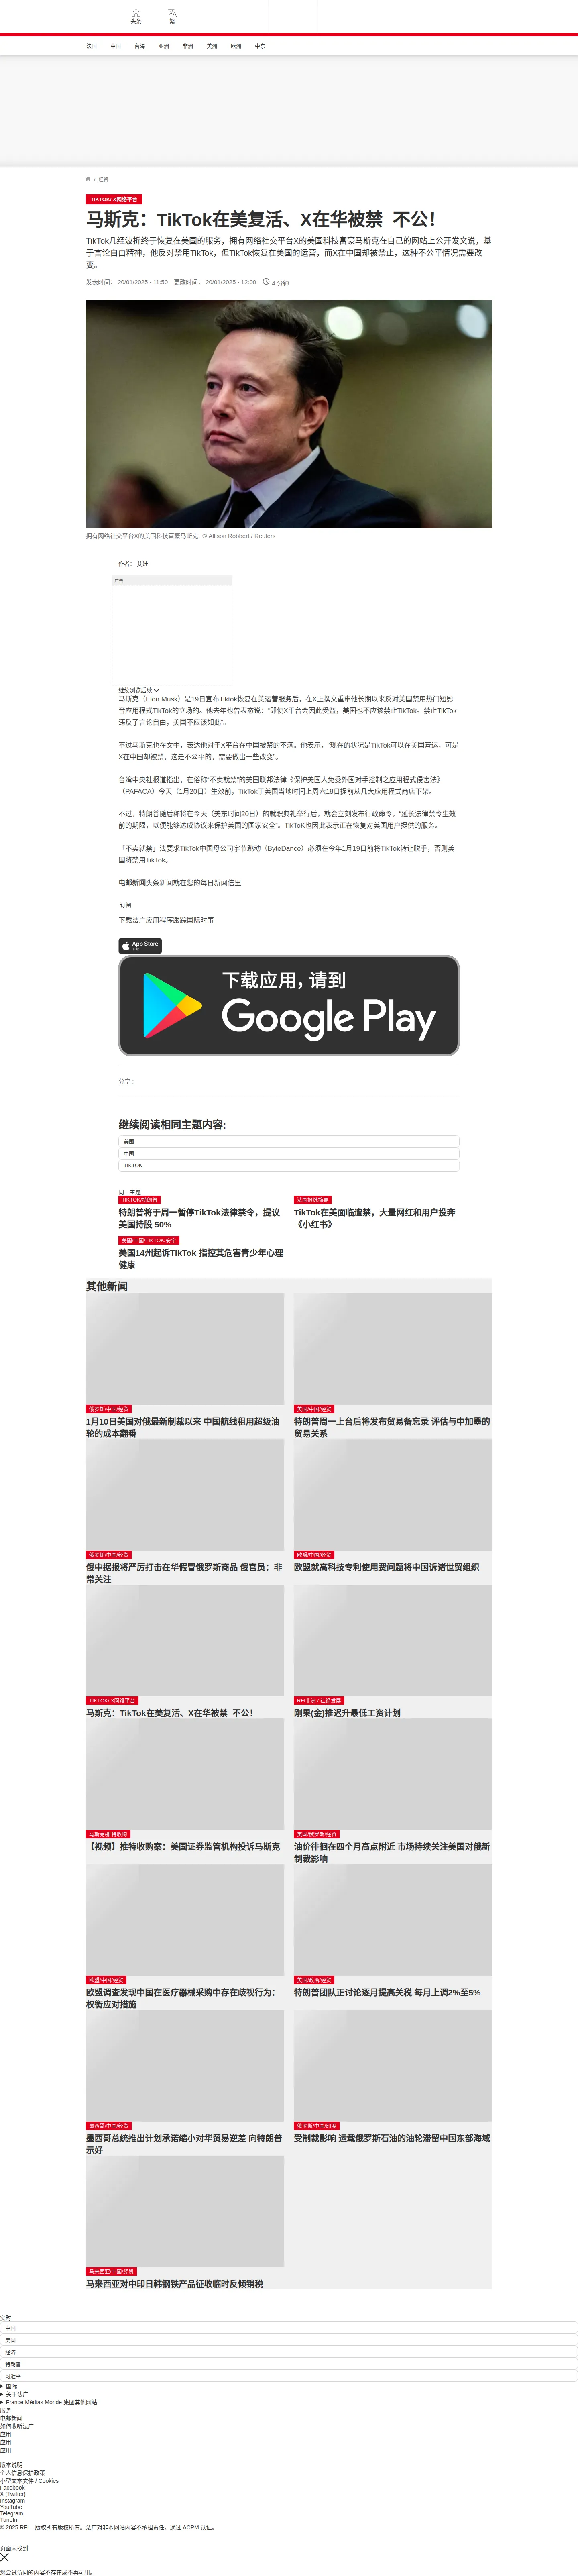 头条
繁
法国
中国
台海
亚洲
非洲
美洲
欧洲
中东
/ 经贸
TIKTOK/ X网络平台
马斯克：TikTok在美复活、X在华被禁  不公！
TikTok几经波折终于恢复在美国的服务，拥有网络社交平台X的美国科技富豪马斯克在自己的网站上公开发文说，基
于言论自由精神，他反对禁用TikTok，但TikTok恢复在美国的运营，而X在中国却被禁止，这种不公平情况需要改
变。
发表时间： 20/01/2025 - 11:50 更改时间： 20/01/2025 - 12:00 4 分钟
拥有网络社交平台X的美国科技富豪马斯克. © Allison Robbert / Reuters
作者： 艾娃
广告
继续浏览后续
马斯克（Elon Musk）是19日宣布Tiktok恢复在美运营服务后，在X上撰文重申他长期以来反对美国禁用热门短影
音应用程式TikTok的立场的。他去年也曾表态说：“即使X平台会因此受益，美国也不应该禁止TikTok。禁止TikTok
违反了言论自由，美国不应该如此”。
不过马斯克也在文中，表达他对于X平台在中国被禁的不满。他表示，“现在的状况是TikTok可以在美国营运，可是
X在中国却被禁，这是不公平的，需要做出一些改变”。
台湾中央社报道指出，在俗称“不卖就禁”的美国联邦法律《保护美国人免受外国对手控制之应用程式侵害法》
（PAFACA）今天（1月20日）生效前，TikTok于美国当地时间上周六18日提前从几大应用程式商店下架。
不过，特朗普随后称将在今天（美东时间20日）的就职典礼举行后，就会立刻发布行政命令，“延长法律禁令生效
前的期限，以便能够达成协议来保护美国的国家安全”。TikToK也因此表示正在恢复对美国用户提供的服务。
「不卖就禁」法要求TikTok中国母公司字节跳动（ByteDance）必须在今年1月19日前将TikTok转让脱手，否则美
国将禁用TikTok。
电邮新闻头条新闻就在您的每日新闻信里
订阅
下载法广应用程序跟踪国际时事
App Store
下载
下载应用，请到
Google Play
分享 :
继续阅读相同主题内容:
美国
中国
TIKTOK
同一主题
TIKTOK/特朗普
特朗普将于周一暂停TikTok法律禁令，提议
美国持股 50%
法国报纸摘要
TikTok在美面临遭禁，大量网红和用户投奔
《小红书》
美国/中国/TIKTOK/安全
美国14州起诉TikTok 指控其危害青少年心理
健康
其他新闻
俄罗斯/中国/经贸
1月10日美国对俄最新制裁以来 中国航线租用超级油
轮的成本翻番
美国/中国/经贸
特朗普周一上台后将发布贸易备忘录 评估与中加墨的
贸易关系
俄罗斯/中国/经贸
俄中据报将严厉打击在华假冒俄罗斯商品 俄官员：非
常关注
欧盟/中国/经贸
欧盟就高科技专利使用费问题将中国诉诸世贸组织
TIKTOK/ X网络平台
马斯克：TikTok在美复活、X在华被禁  不公！
RFI非洲 / 社经发展
刚果(金)推迟升最低工资计划
马歇克/推特收购
【视频】推特收购案：美国证券监管机构投诉马斯克
美国/俄罗斯/经贸
油价徘徊在四个月高点附近 市场持续关注美国对俄新
制裁影响
欧盟/中国/经贸
欧盟调查发现中国在医疗器械采购中存在歧视行为：
权衡应对措施
美国/政治/经贸
特朗普团队正讨论逐月提高关税 每月上调2%至5%
墨西哥/中国/经贸
墨西哥总统推出计划承诺缩小对华贸易逆差 向特朗普
示好
俄罗斯/中国/印度
受制裁影响 运载俄罗斯石油的油轮滞留中国东部海域
马来西亚/中国/经贸
马来西亚对中印日韩钢铁产品征收临时反倾销税
实时
中国
美国
经济
特朗普
习近平
国际
关于法广
France Médias Monde 集团其他网站
服务
电邮新闻
如何收听法广
应用
应用
应用
版本说明
个人信息保护政策
小型文本文件 / Cookies
Facebook
X (Twitter)
Instagram
YouTube
Telegram
TuneIn
© 2025 RFI – 版权所有版权所有。法广对非本网站内容不承担责任。通过 ACPM 认证。
页面未找到
您尝试访问的内容不存在或不再可用。